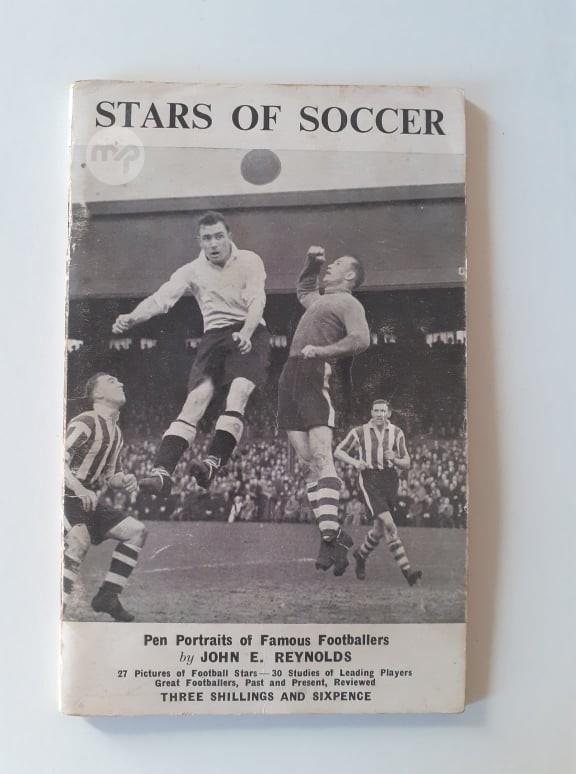 STARS OF SOCCER
mp
Pen Portraits of Famous Footballers
by JOHN E. REYNOLDS
27 Pictures of Football Stars—30 Studies of Leading Players
Great Footballers, Past and Present, Reviewed
THREE SHILLINGS AND SIXPENCE